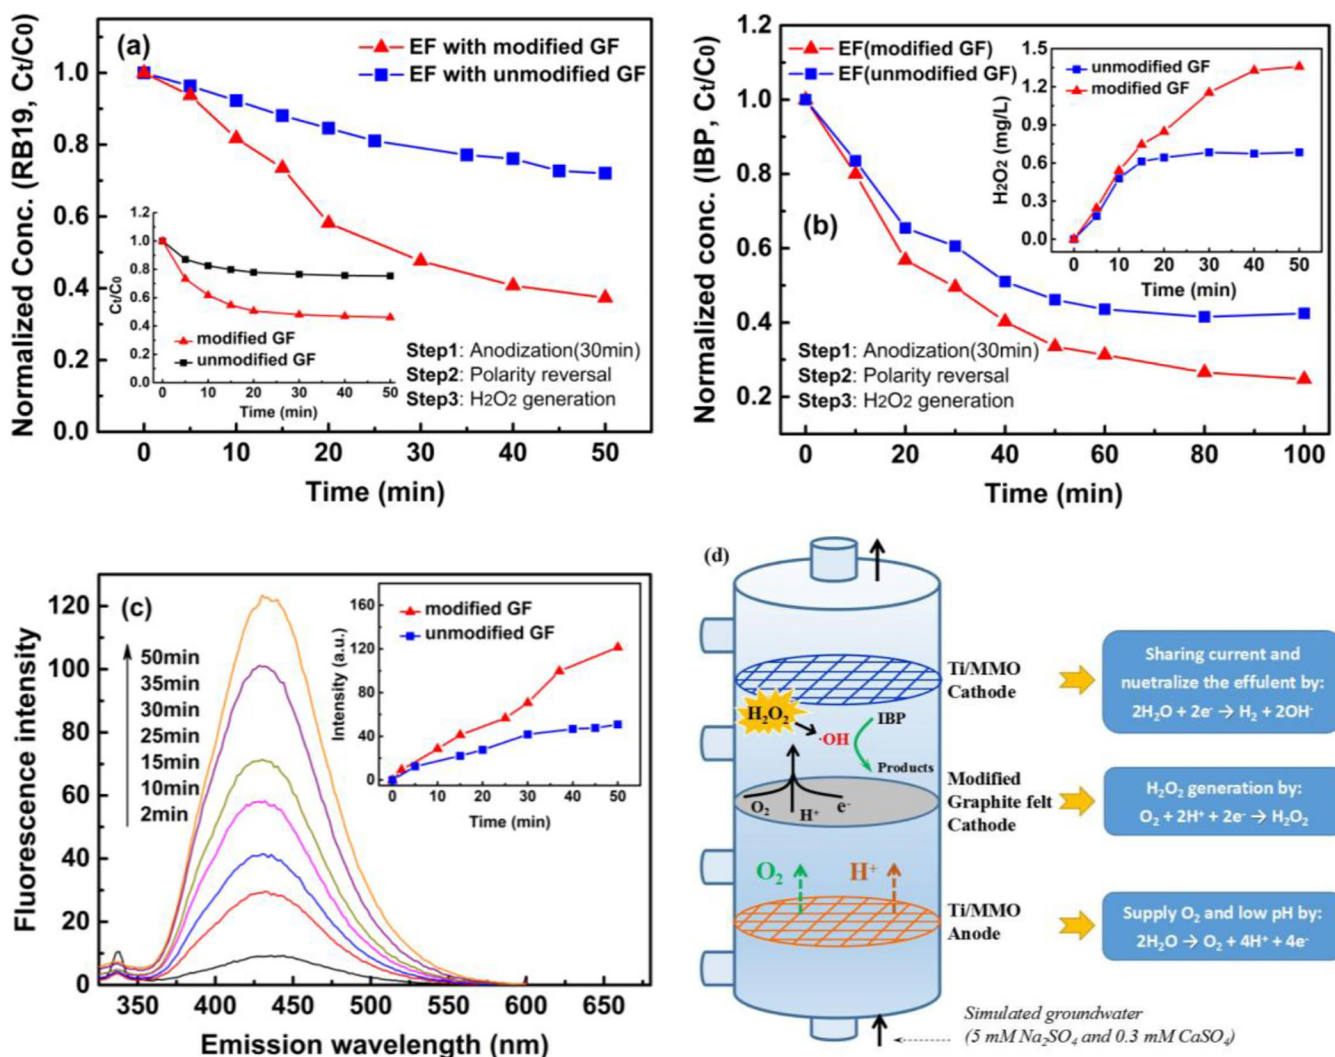 (a)
EF with modified GF
EF with unmodified GF
Normalized Conc. (RB19, Ct/C0)
1.0
0.8
0.6
0.4
0.2
0.0
0
10
20
30
40
50
Time (min)
Ct/C0
1.2
1.0
0.8
0.6
0.4
0.2
0.0
modified GF
unmodified GF
0
10
20
30
40
50
Time (min)
Step1: Anodization(30min)
Step2: Polarity reversal
Step3: H2O2 generation
(b)
EF(modified GF)
EF(unmodified GF)
Normalized conc. (IBP, Ct/C0)
1.0
0.8
0.6
0.4
0.2
0
20
40
60
80
100
Time (min)
H2O2 (mg/L)
1.5
1.2
0.9
0.6
0.3
0.0
unmodified GF
modified GF
0
10
20
30
40
50
Time (min)
Step1: Anodization(30min)
Step2: Polarity reversal
Step3: H2O2 generation
(c)
Fluorescence intensity
120
100
80
60
40
20
0
50min
35min
30min
25min
15min
10min
2min
350
400
450
500
550
600
650
Emission wavelength (nm)
Intensity (a.u.)
160
120
80
40
0
modified GF
unmodified GF
0
10
20
30
40
50
Time (min)
(d)
Ti/MMO
Cathode
Sharing current and
nuetralize the effulent by:
2H₂O + 2e⁻ → H₂ + 2OH⁻
H₂O₂
·OH
IBP
Products
O₂
H⁺
e⁻
Modified
Graphite felt
Cathode
H₂O₂ generation by:
O₂ + 2H⁺ + 2e⁻ → H₂O₂
O₂
H⁺
Ti/MMO
Anode
Supply O₂ and low pH by:
2H₂O → O₂ + 4H⁺ + 4e⁻
Simulated groundwater
(5 mM Na₂SO₄ and 0.3 mM CaSO₄)